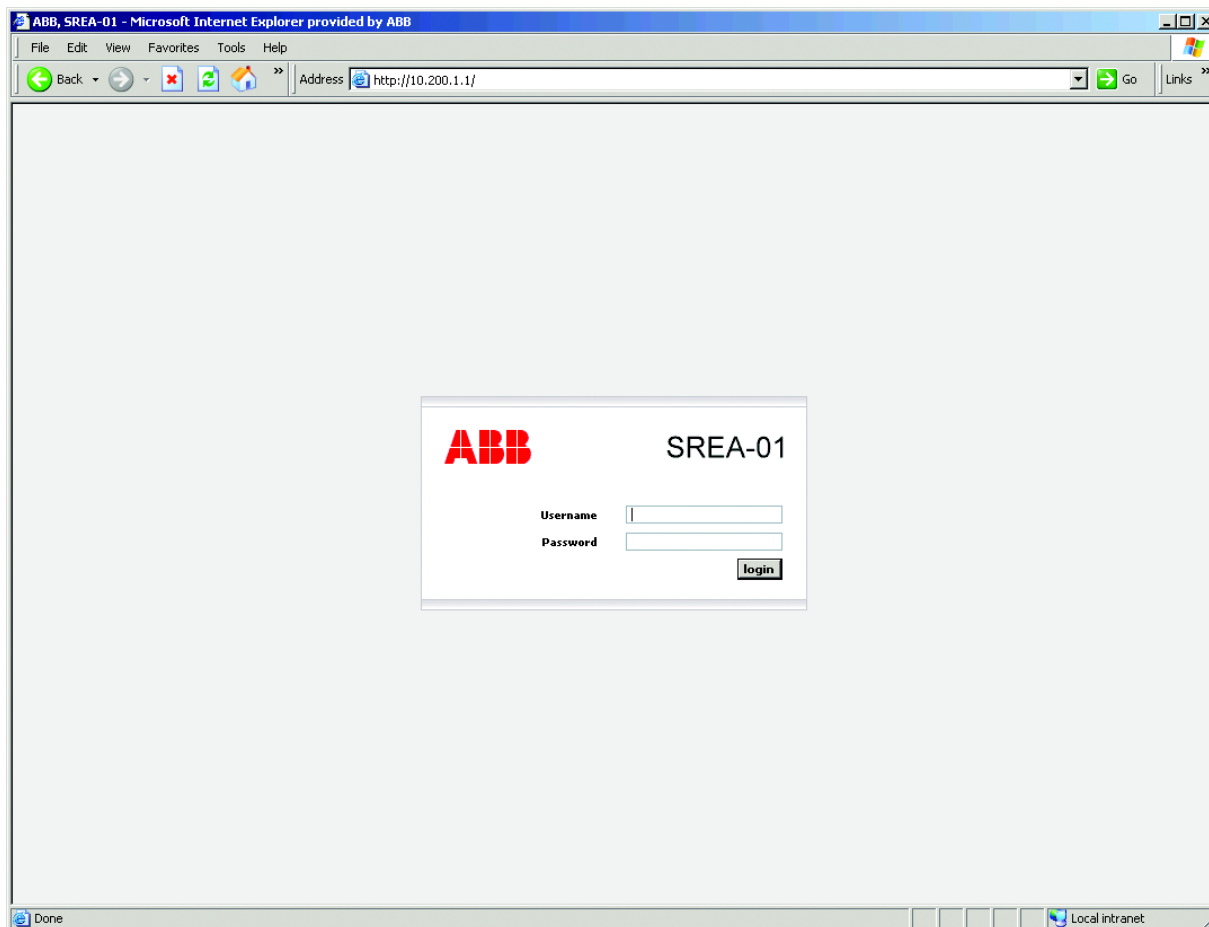 ABB, SREA-01 - Microsoft Internet Explorer provided by ABB
File Edit View Favorites Tools Help
Back » Address http://10.200.1.1/ Go Links »
ABB SREA-01
Username
Password
login
Done Local intranet